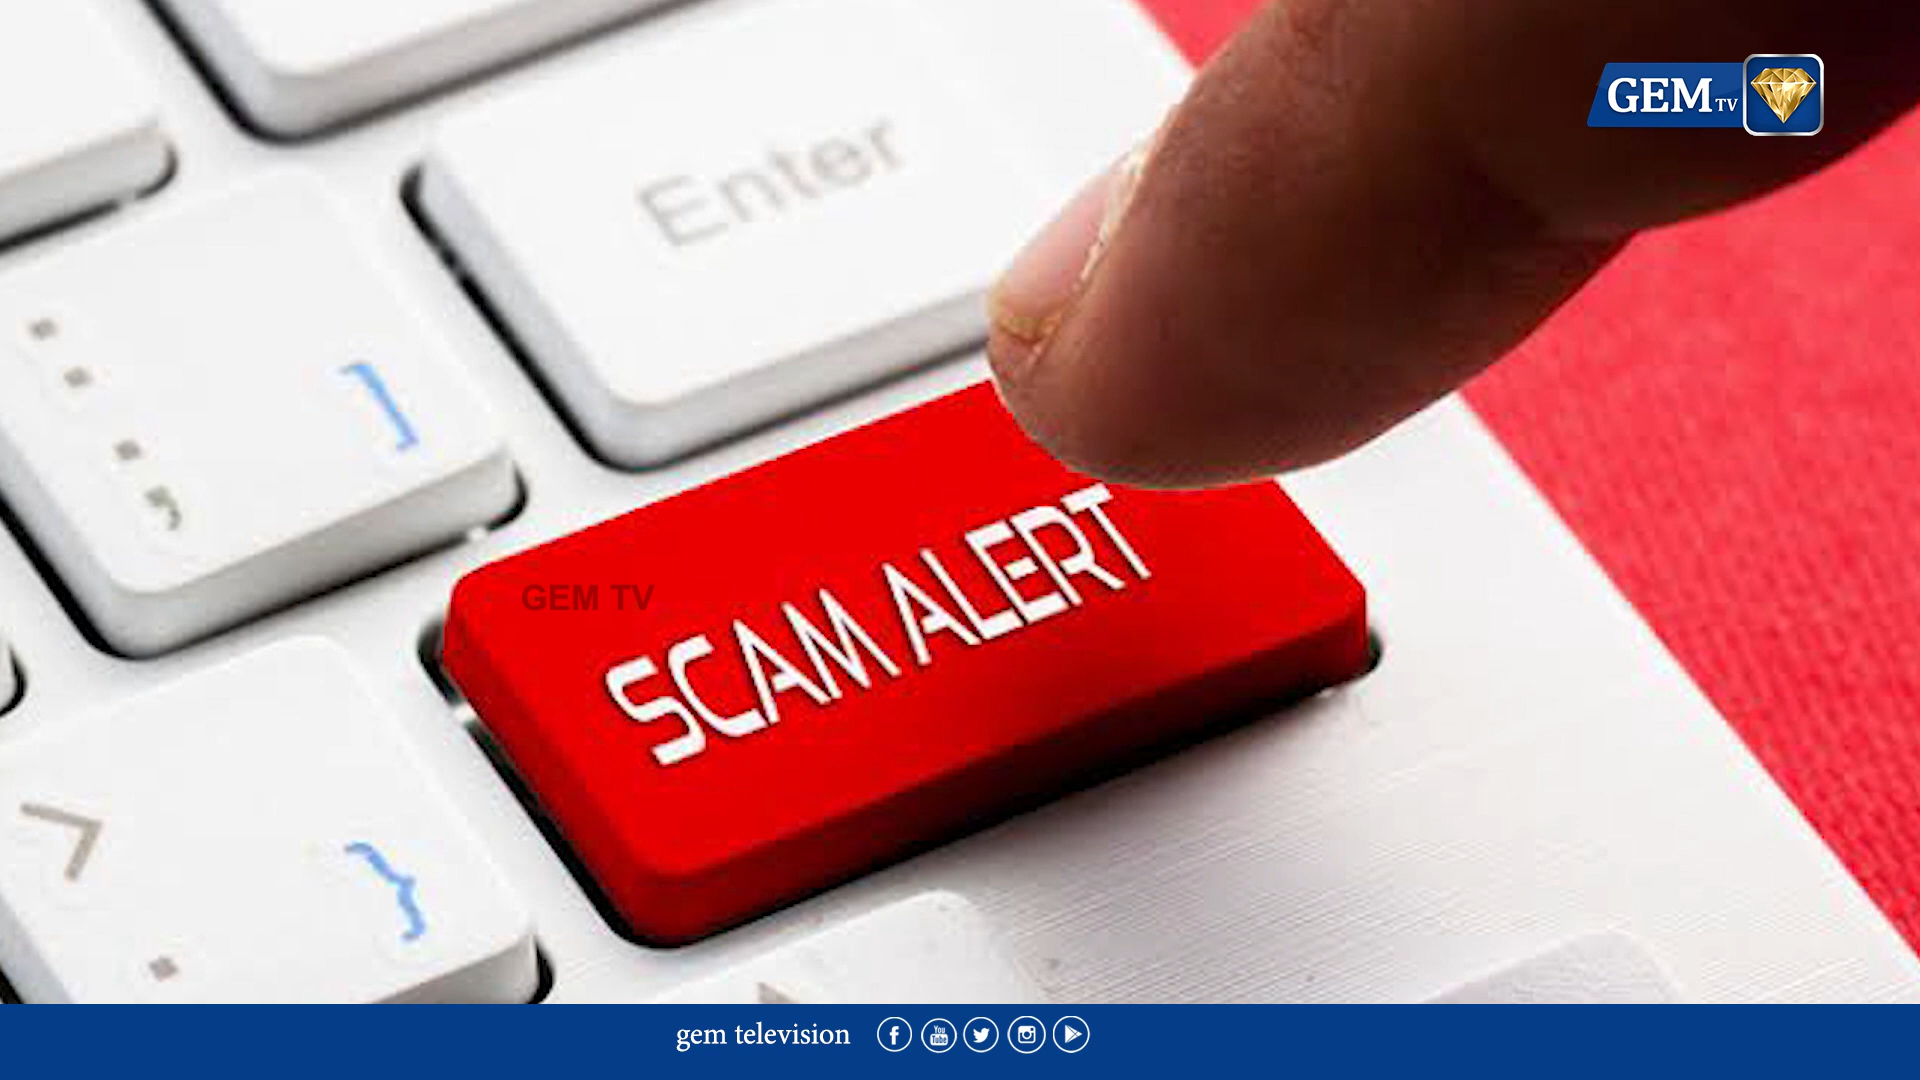 GEM TV
Enter
]
GEM TV
SCAM ALERT
>
}
gem television